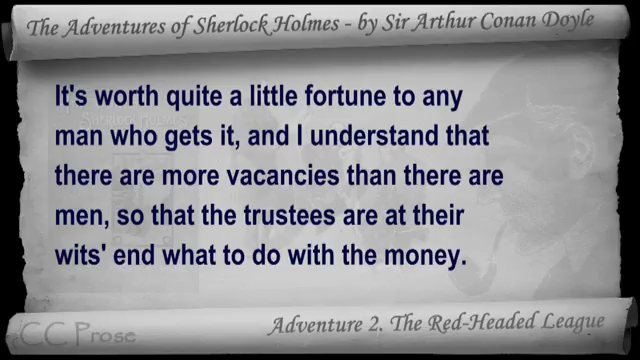 The Adventures of Sherlock Holmes - by Sir Arthur Conan Doyle
It's worth quite a little fortune to any
man who gets it, and I understand that
there are more vacancies than there are
men, so that the trustees are at their
wits' end what to do with the money.
CC Prose
Adventure 2. The Red-Headed League